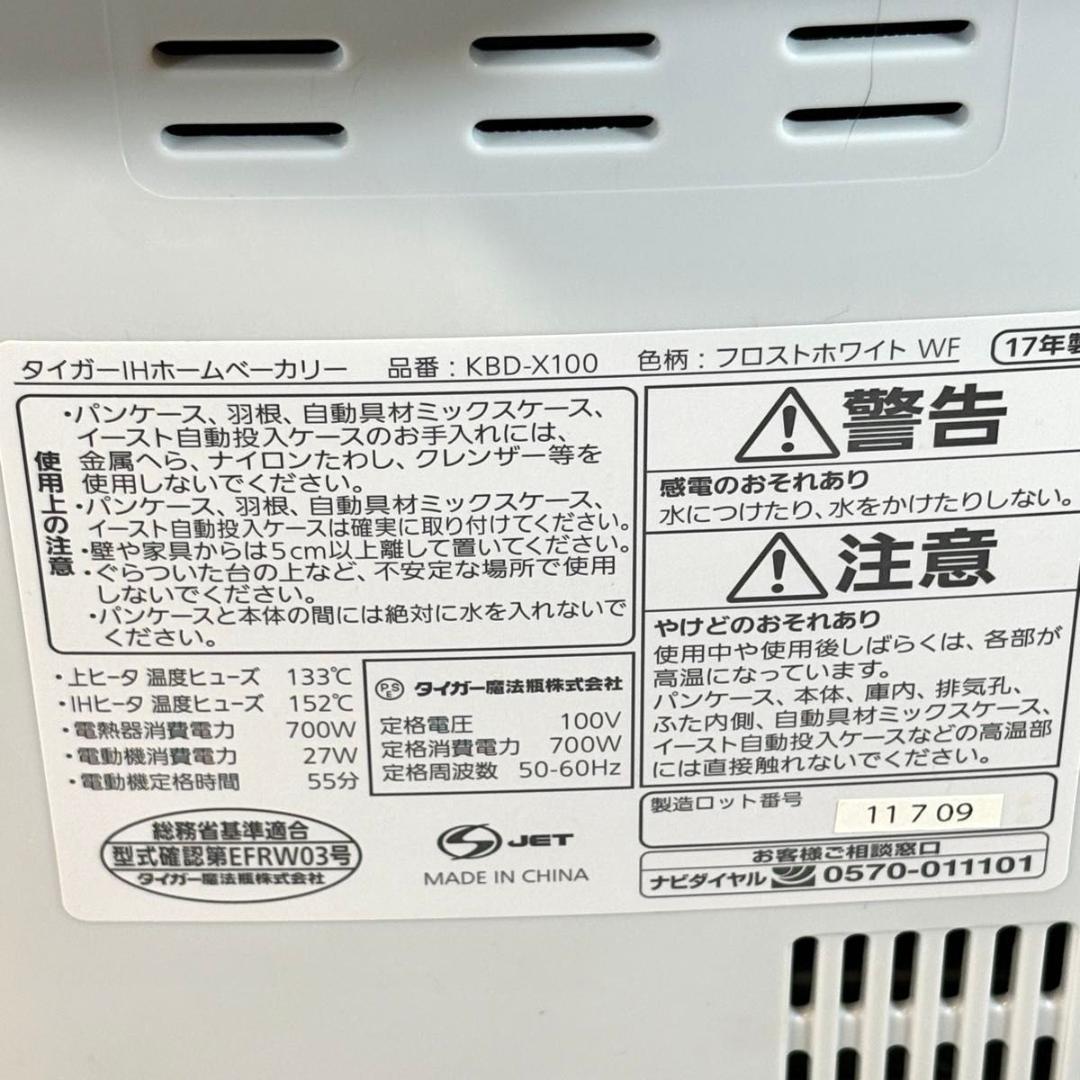 タイガーIHホームベーカリー 品番：KBD-X100 色柄：フロストホワイト WF 17年製
使用上の注意
・パンケース、羽根、自動具材ミックスケース、
イースト自動投入ケースのお手入れには、
金属へら、ナイロンたわし、クレンザー等を
使用しないでください。
・パンケース、羽根、自動具材ミックスケース、
イースト自動投入ケースは確実に取り付けてください。
・壁や家具からは5cm以上離して置いてください。
・ぐらついた台の上など、不安定な場所で使用
しないでください。
・パンケースと本体の間には絶対に水を入れないで
ください。
警告
感電のおそれあり
水につけたり、水をかけたりしない。
注意
やけどのおそれあり
使用中や使用後しばらくは、各部が
高温になっています。
パンケース、本体、庫内、排気孔、
ふた内側、自動具材ミックスケース、
イースト自動投入ケースなどの高温部
には直接触れないでください。
・上ヒータ 温度ヒューズ 133℃
・IHヒータ 温度ヒューズ 152℃
・電熱器消費電力 700W
・電動機消費電力 27W
・電動機定格時間 55分
PSE タイガー魔法瓶株式会社
定格電圧 100V
定格消費電力 700W
定格周波数 50-60Hz
製造ロット番号 11 7 09
総務省基準適合
型式確認第EFRW03号
タイガー魔法瓶株式会社
JET
MADE IN CHINA
お客様ご相談窓口
ナビダイヤル 0570-011101